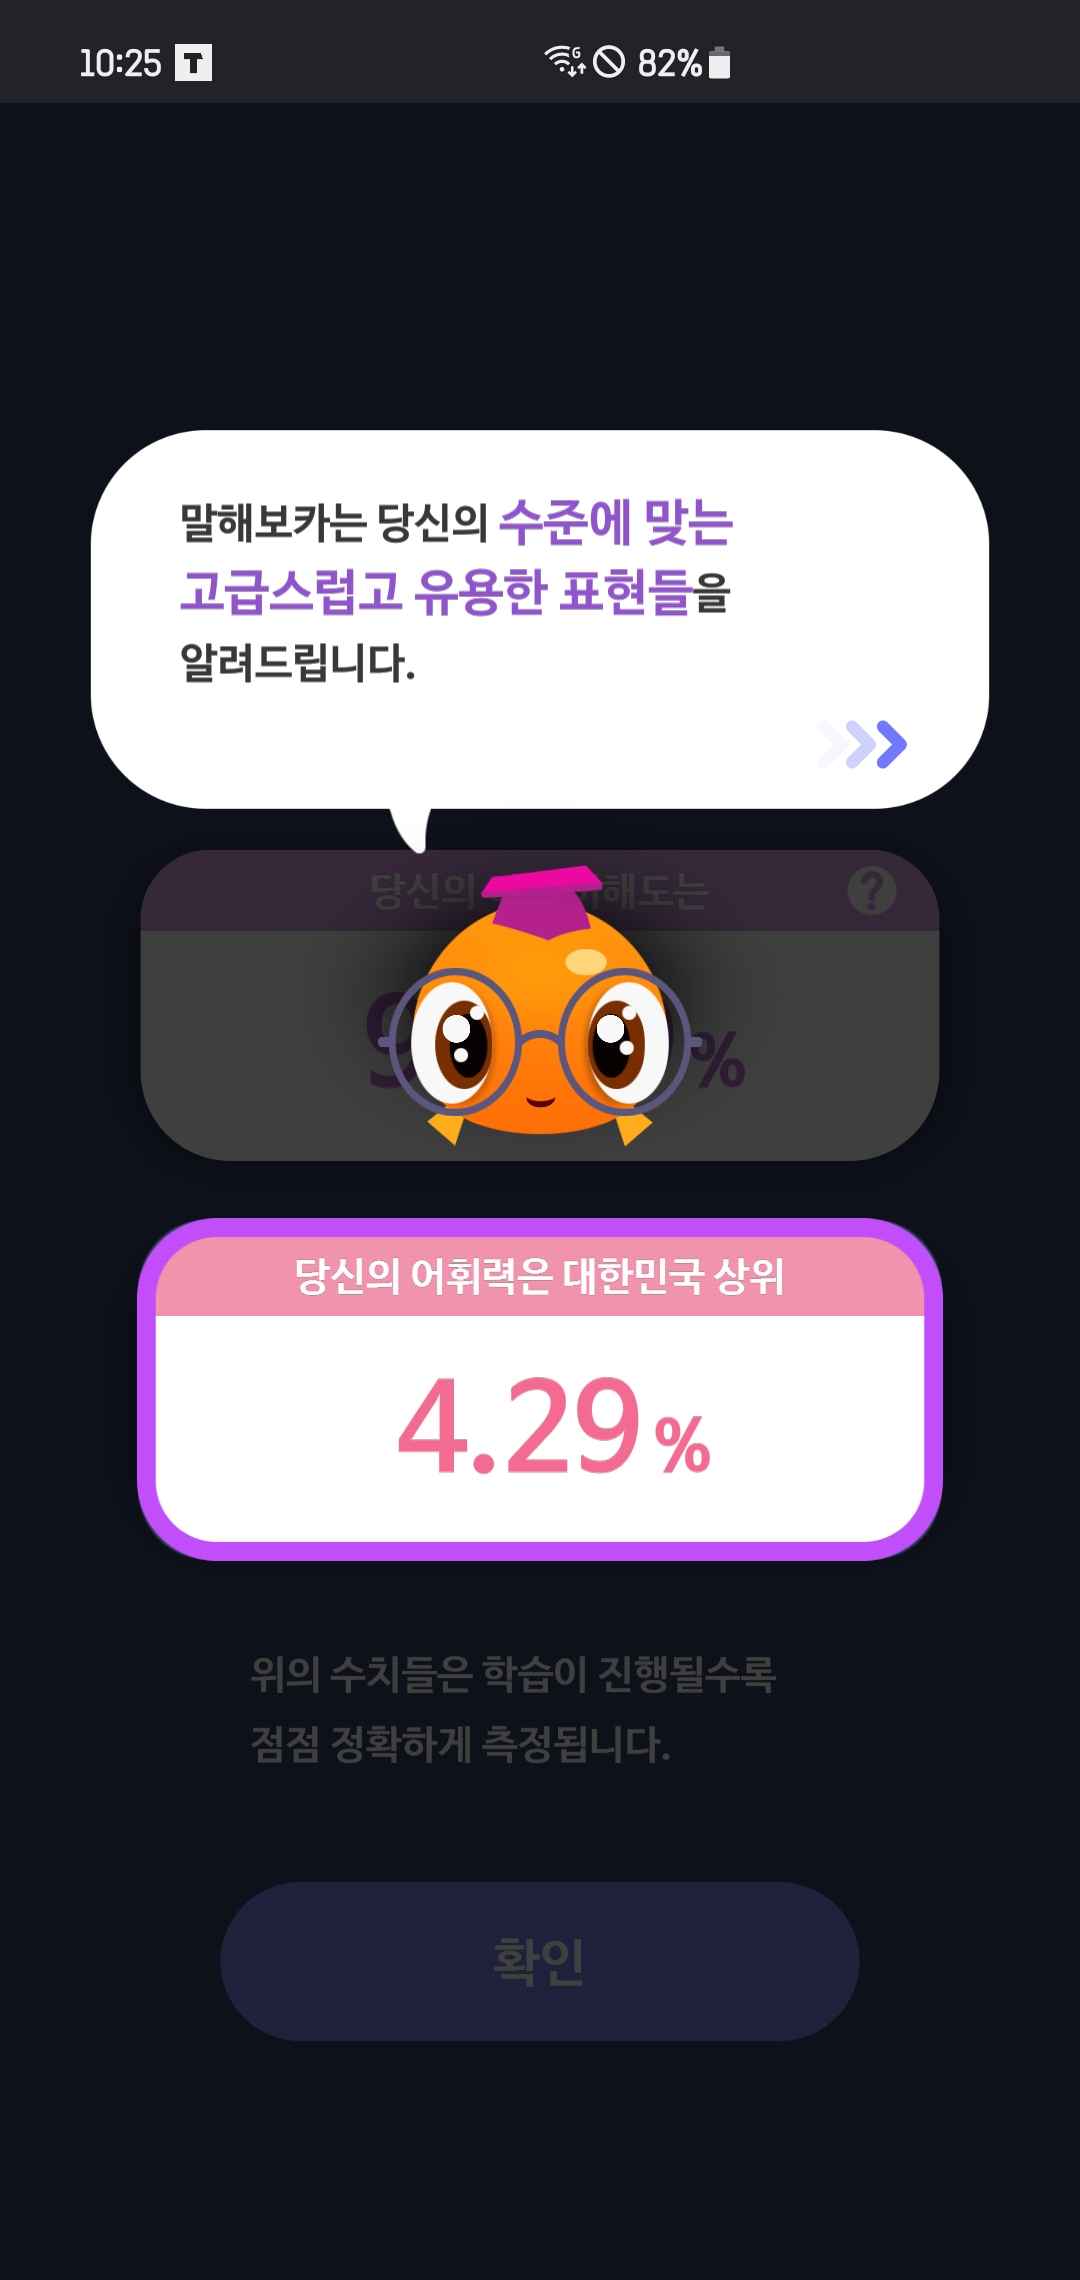 10:25
82%
말해보카는 당신의 수준에 맞는
고급스럽고 유용한 표현들을
알려드립니다.
당신의 해도는
9 %
당신의 어휘력은 대한민국 상위
4.29 %
위의 수치들은 학습이 진행될수록
점점 정확하게 측정됩니다.
확인